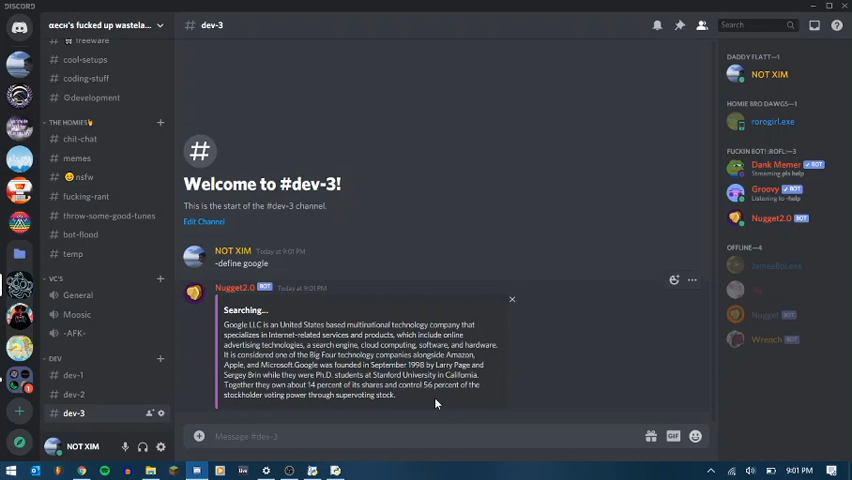 DISCORD
αecн's fucked up wastela...
dev-3
Search
freeware
cool-setups
coding-stuff
development
THE HOMIES
chit-chat
memes
nsfw
fucking-rant
throw-some-good-tunes
bot-flood
temp
VC'S
General
Moosic
-AFK-
DEV
dev-1
dev-2
dev-3
NOT XIM
Welcome to #dev-3!
This is the start of the #dev-3 channel.
Edit Channel
NOT XIM Today at 9:01 PM
-define google
Nugget2.0 BOT Today at 9:01 PM
Searching...
Google LLC is an United States based multinational technology company that
specializes in Internet-related services and products, which include online
advertising technologies, a search engine, cloud computing, software, and hardware.
It is considered one of the Big Four technology companies alongside Amazon,
Apple, and Microsoft.Google was founded in September 1998 by Larry Page and
Sergey Brin while they were Ph.D. students at Stanford University in California.
Together they own about 14 percent of its shares and control 56 percent of the
stockholder voting power through supervoting stock.
Message #dev-3
GIF
DADDY FLATT—1
NOT XIM
HOMIE BRO DAWGS—1
rorogirl.exe
FUCKIN BOT! :ROFL:—3
Dank Memer BOT
Streaming pls help
Groovy BOT
Listening to -help
Nugget2.0 BOT
OFFLINE—4
Nugget
Wrench
9:01 PM